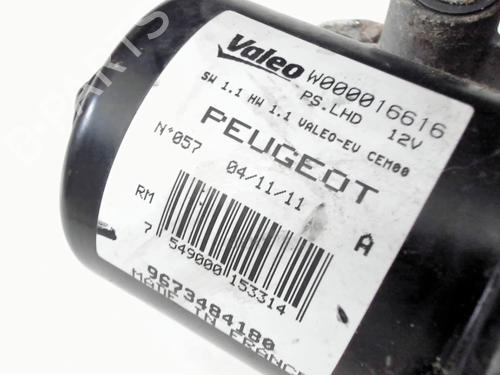 Valeo W000016616
PS.LHD 12V
SW 1.1 HW 1.1 VALEO-EV CEM00
PEUGEOT
N°057 04/11/11
RM A
7 549000 153314
9673484180
MADE IN FRANCE